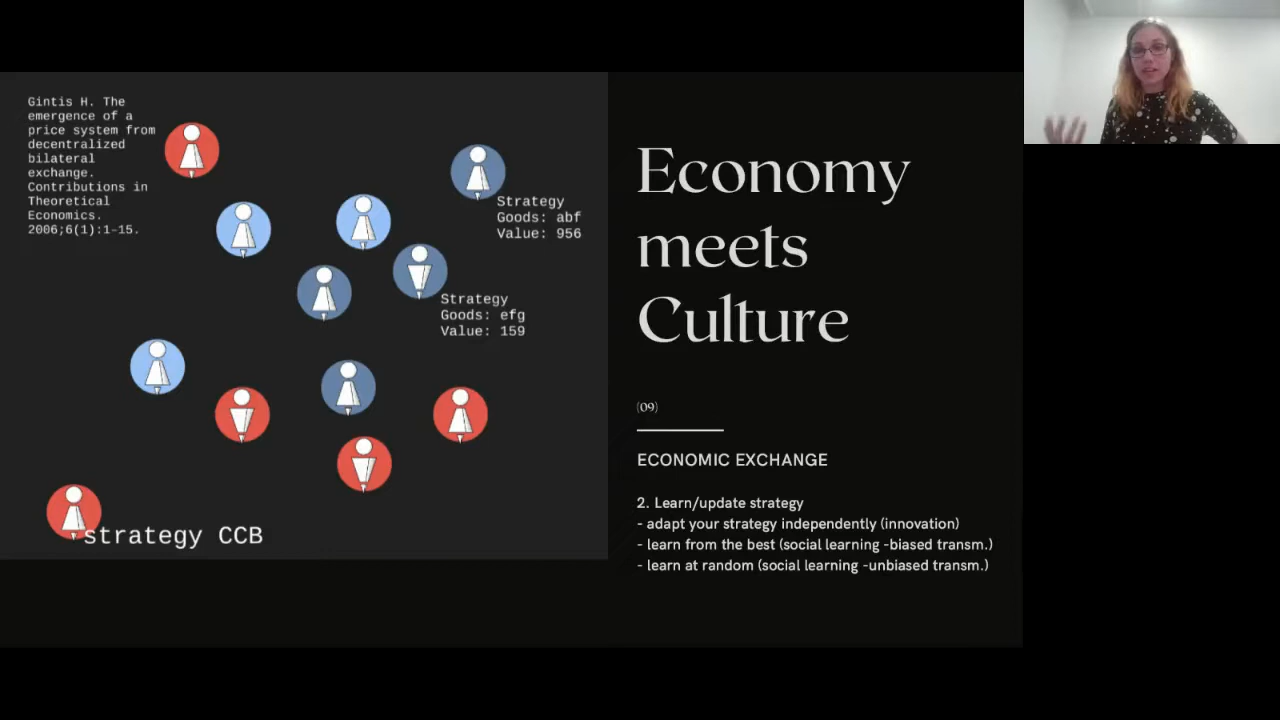 Gintis H. The
emergence of a
price system from
decentralized
bilateral
exchange.
Contributions in
Theoretical
Economics.
2006;6(1):1–15.
Strategy
Goods: abf
Value: 956
Strategy
Goods: efg
Value: 159
strategy CCB
Economy
meets
Culture
(09)
ECONOMIC EXCHANGE
2. Learn/update strategy
- adapt your strategy independently (innovation)
- learn from the best (social learning -biased transm.)
- learn at random (social learning -unbiased transm.)